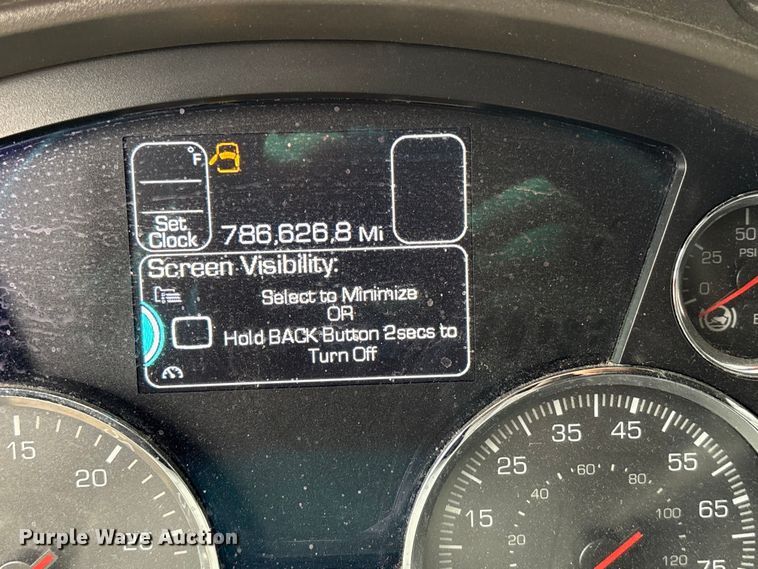 °F
Set
Clock
786,626.8 Mi
Screen Visibility:
Select to Minimize
OR
Hold BACK Button 2secs to
Turn Off
50
25
PSI
0
15
20
15
25
35
45
55
65
75
20
40
60
80
100
120
Purple Wave Auction